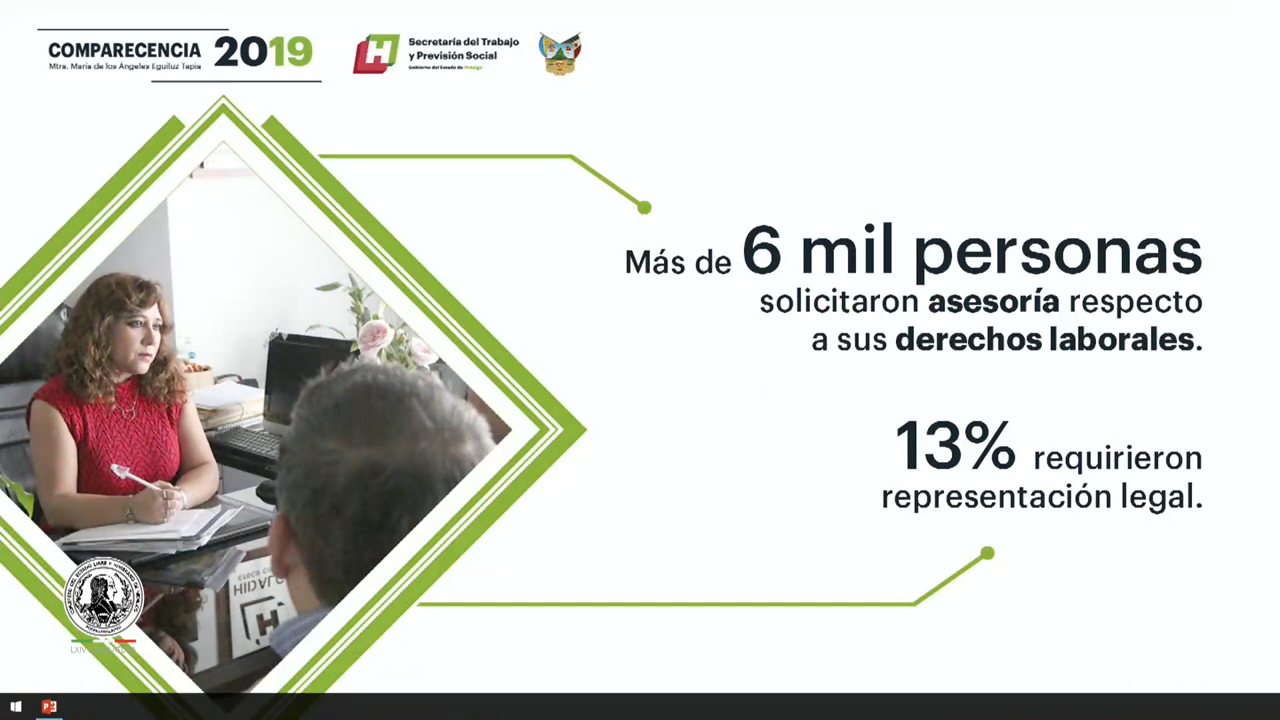 COMPARECENCIA 2019
Mtra. María de los Ángeles Eguiluz Tapia
Secretaría del Trabajo
y Previsión Social
Gobierno del Estado de Hidalgo
Más de 6 mil personas
solicitaron asesoría respecto
a sus derechos laborales.
13% requirieron
representación legal.
HIDALGO
LXIV